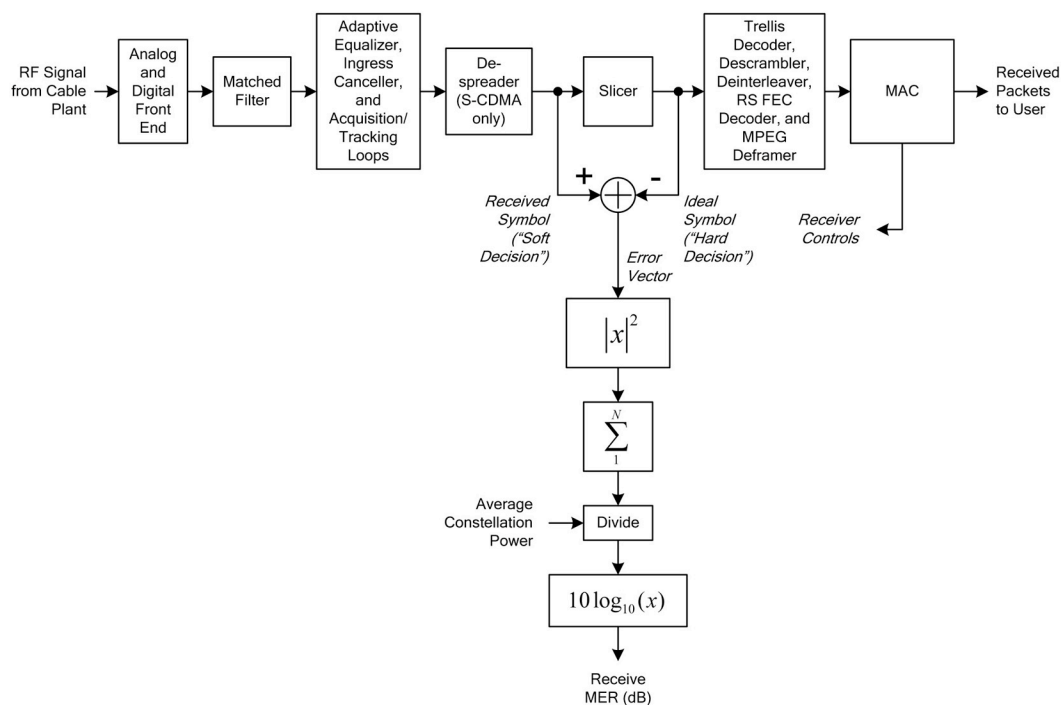 RF Signal
from Cable
Plant
Analog
and
Digital
Front
End
Matched
Filter
Adaptive
Equalizer,
Ingress
Canceller,
and
Acquisition/
Tracking
Loops
De-
spreader
(S-CDMA
only)
Slicer
Trellis
Decoder,
Descrambler,
Deinterleaver,
RS FEC
Decoder, and
MPEG
Deframer
MAC
Received
Packets
to User
+
-
Received
Symbol
(“Soft
Decision”)
Ideal
Symbol
(“Hard
Decision”)
Receiver
Controls
Error
Vector
|x|²
N
∑
1
Average
Constellation
Power
Divide
10 log₁₀(x)
Receive
MER (dB)